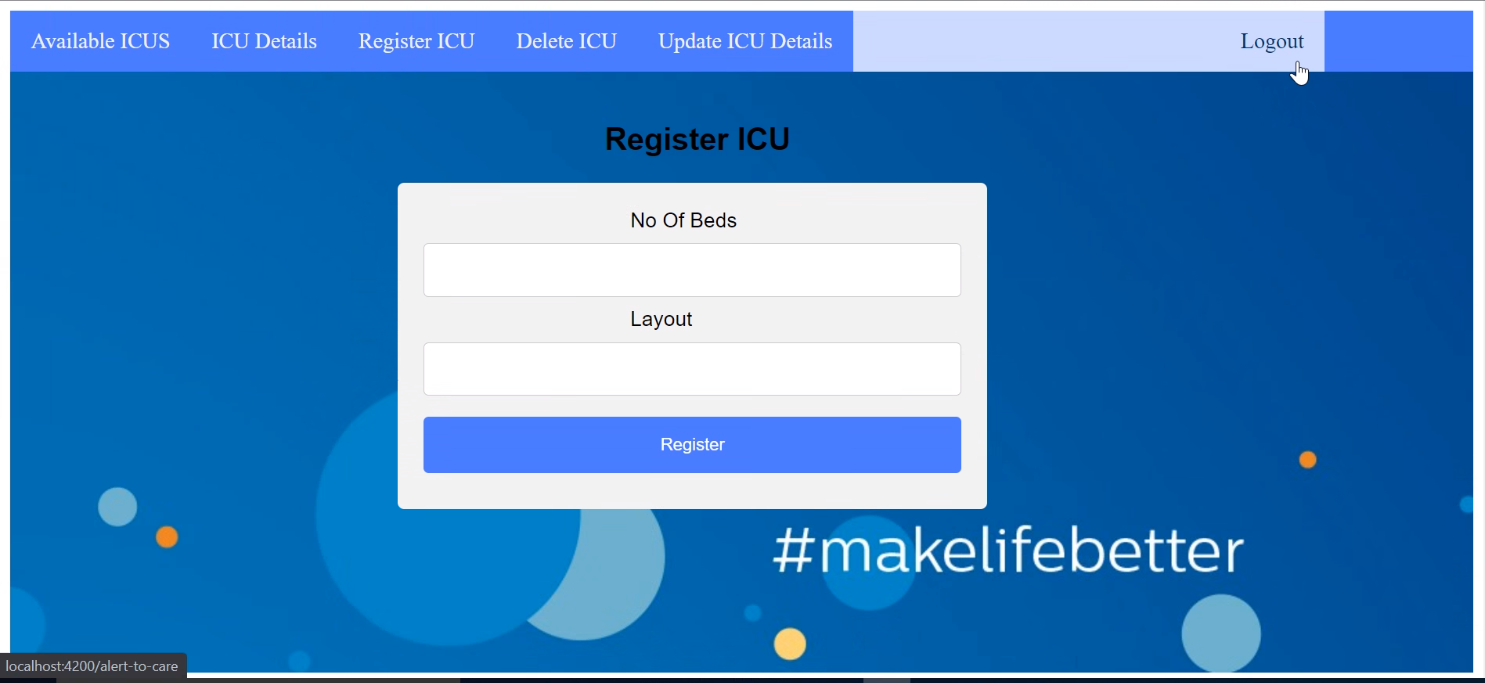 Available ICUS ICU Details Register ICU Delete ICU Update ICU Details Logout
Register ICU
No Of Beds
Layout
Register
#makelifebetter
localhost:4200/alert-to-care